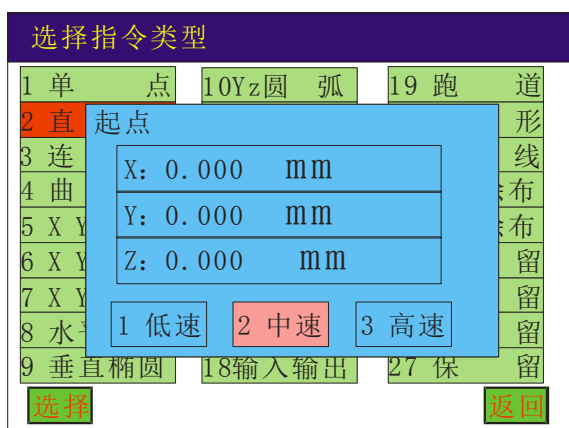 选择指令类型
1 单 点 10Yz圆 弧 19 跑 道
2 直 形
起点
3 连 线
X: 0.000 mm
4 曲 布
Y: 0.000 mm
5 X Y 布
6 X Y 留
Z: 0.000 mm
7 X Y 留
8 水 留
1 低速 2 中速 3 高速
9 垂直椭圆 18输入输出 27 保 留
选择 返回